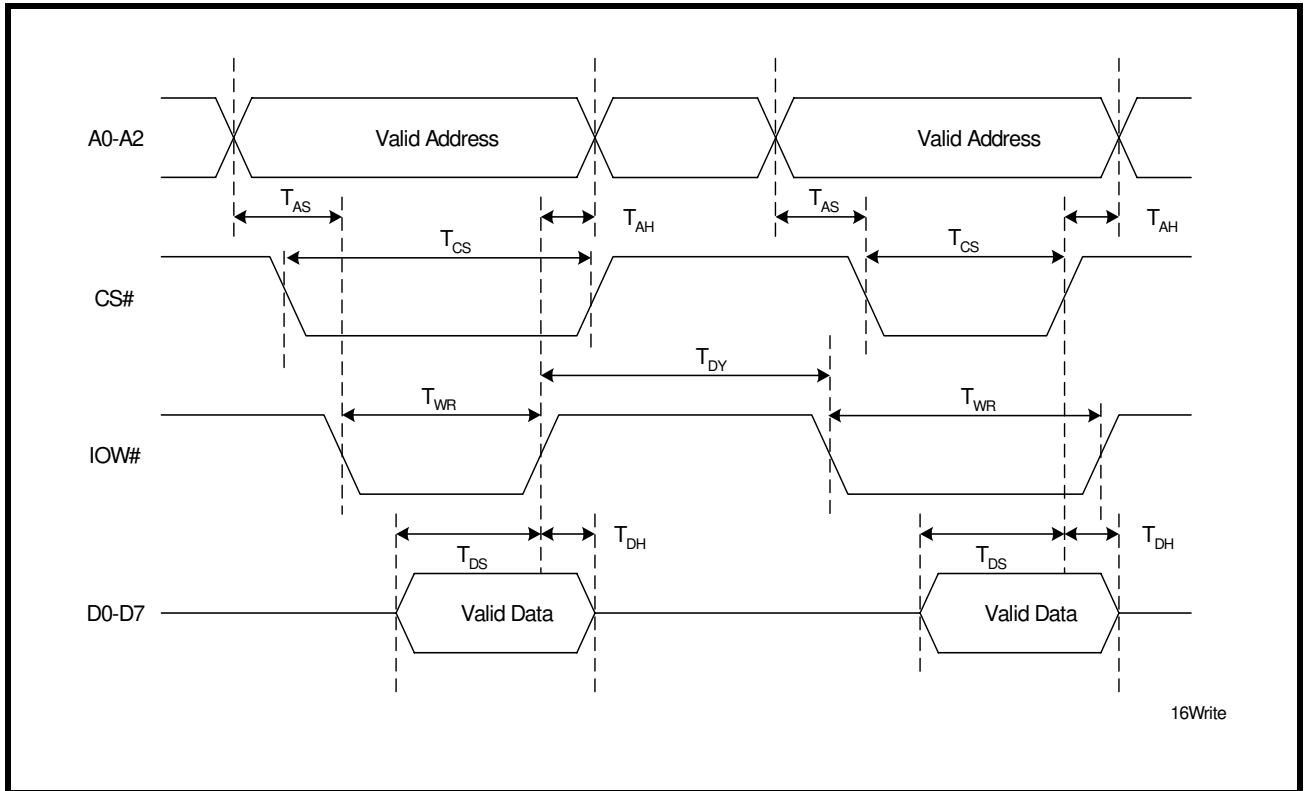 A0-A2
Valid Address
Valid Address
TAS
TAH
TAS
TAH
TCS
TCS
CS#
TDY
TWR
TWR
IOW#
TDS
TDH
TDS
TDH
D0-D7
Valid Data
Valid Data
16Write